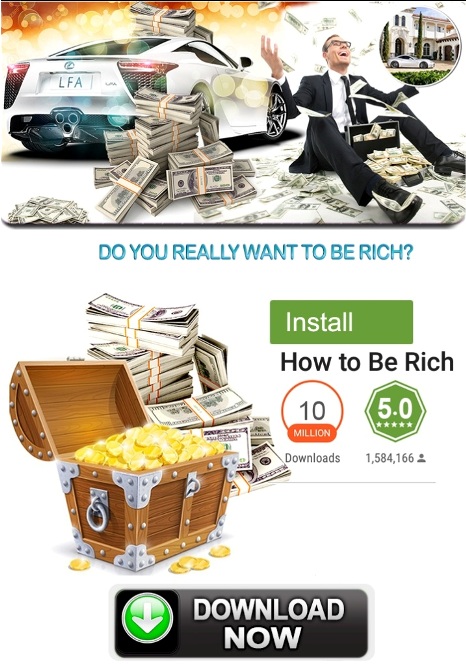 LFA
LFA
DO YOU REALLY WANT TO BE RICH?
Install
How to Be Rich
10
MILLION
5.0
Downloads
1,584,166
DOWNLOAD
NOW